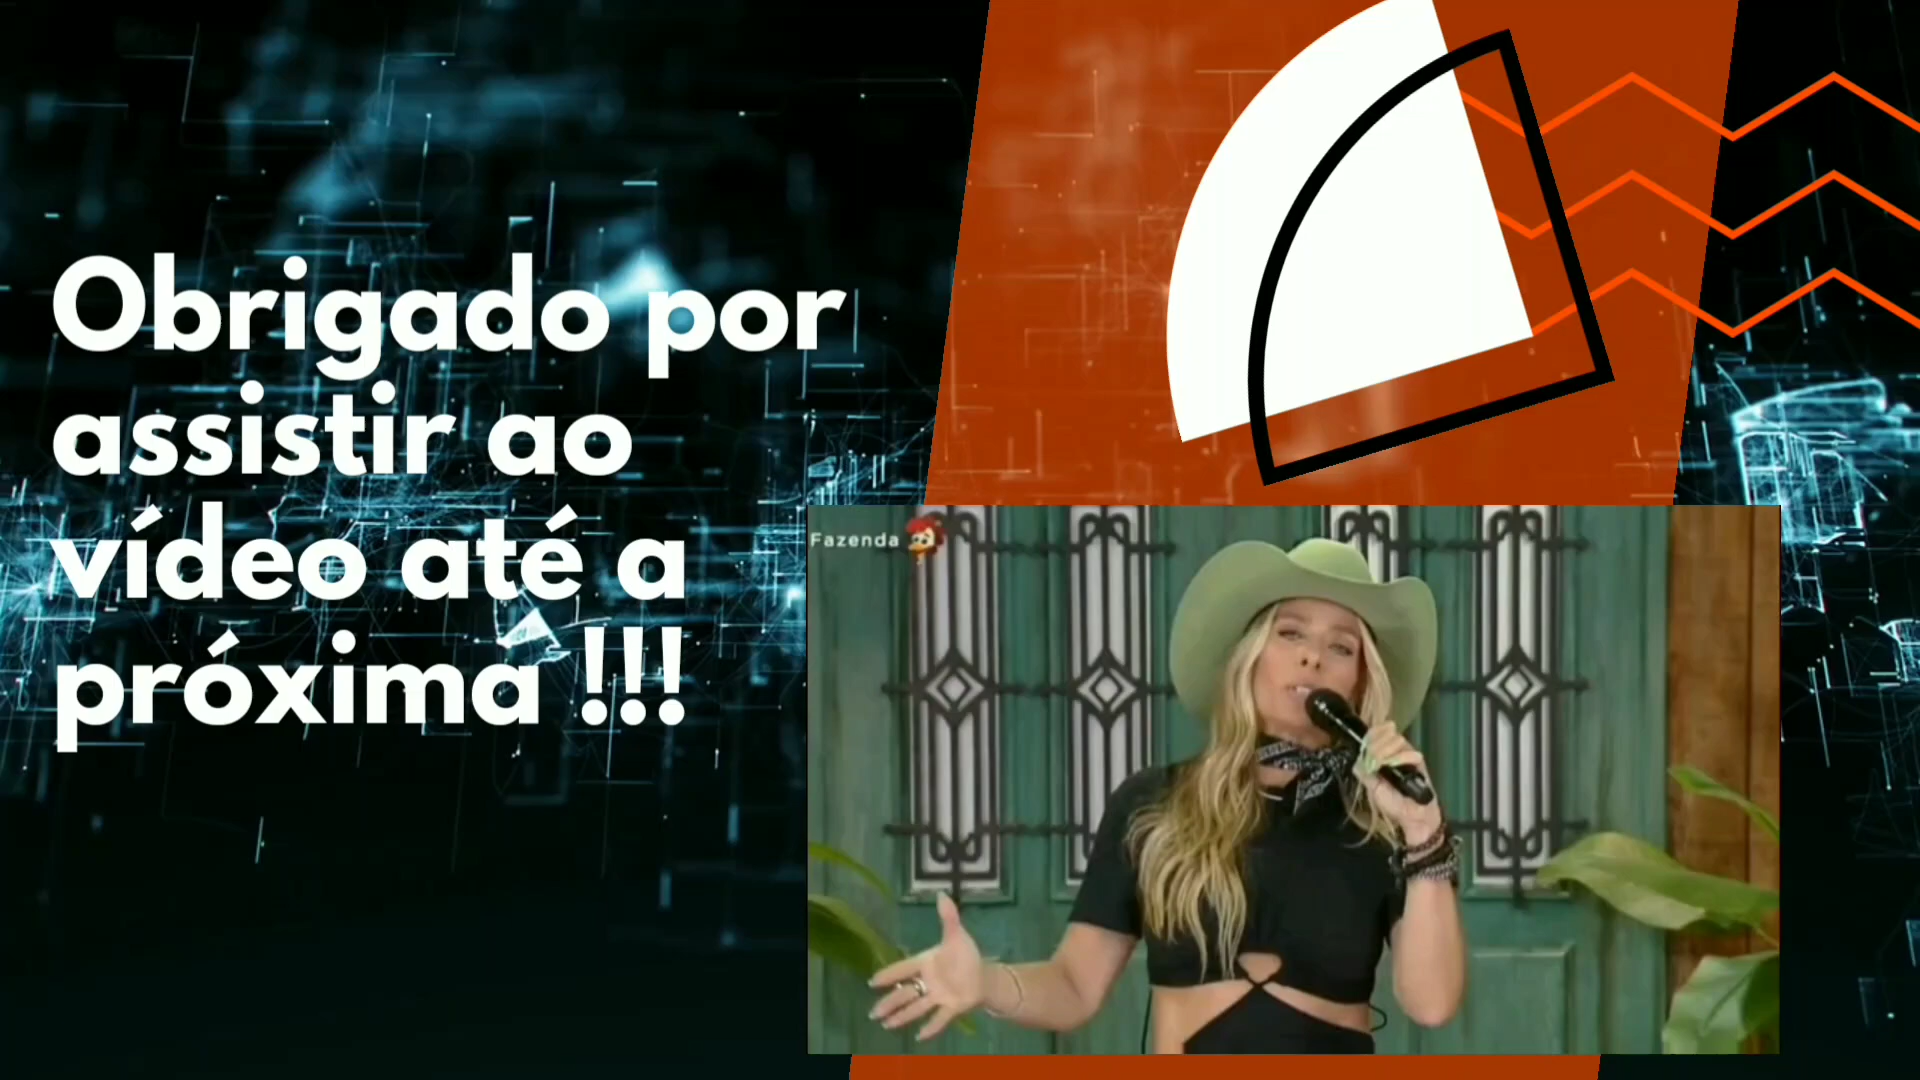 Obrigado por
assistir ao
vídeo até a
próxima !!!
Fazenda